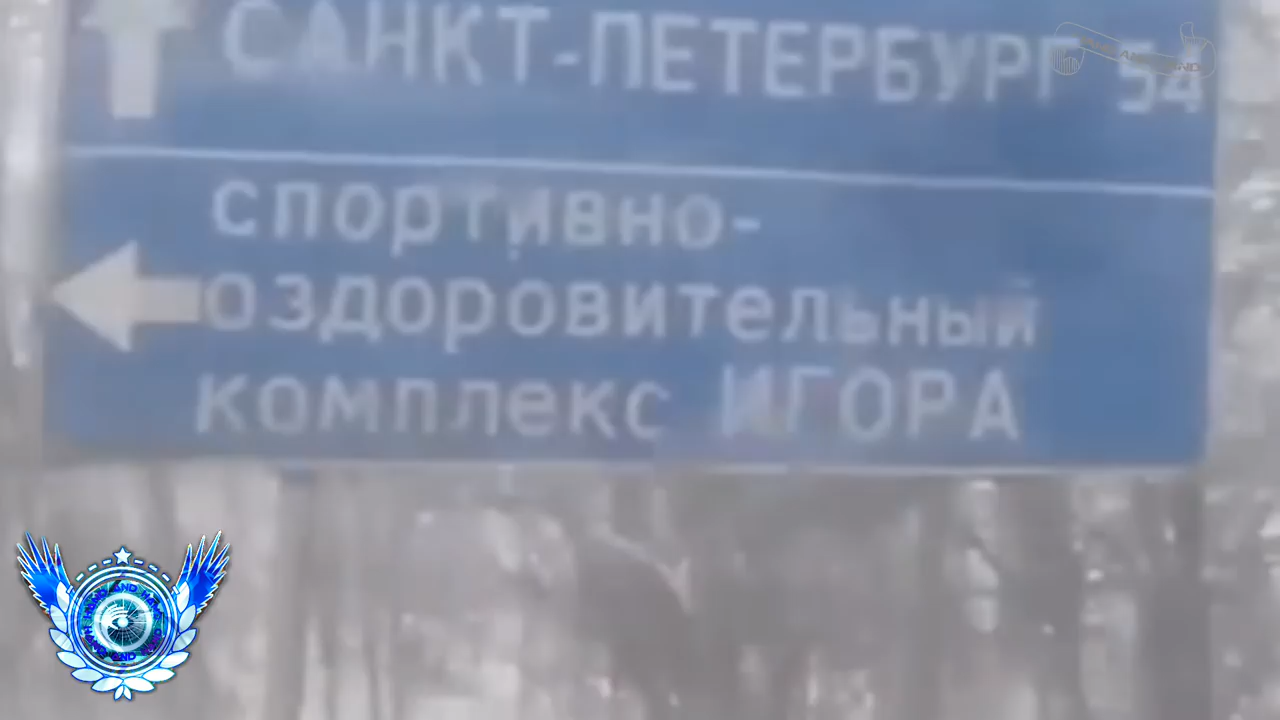 САНКТ-ПЕТЕРБУРГ 54
спортивно-
оздоровительный
комплекс ИГОРА